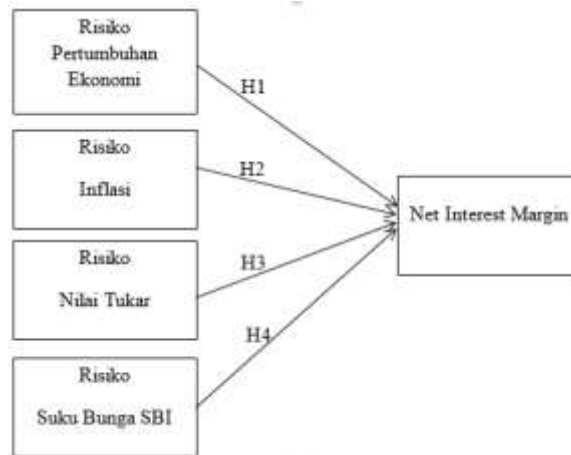 Risiko
Pertumbuhan
Ekonomi
H1
Risiko
Inflasi
H2
Net Interest Margin
Risiko
Nilai Tukar
H3
H4
Risiko
Suku Bunga SBI